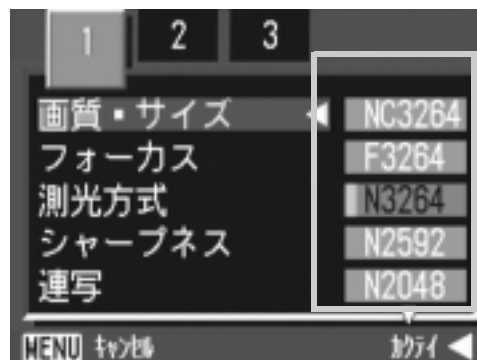 1 2 3
画質・サイズ NC3264
フォーカス F3264
測光方式 N3264
シャープネス N2592
連写 N2048
MENU キャンセル カクテイ